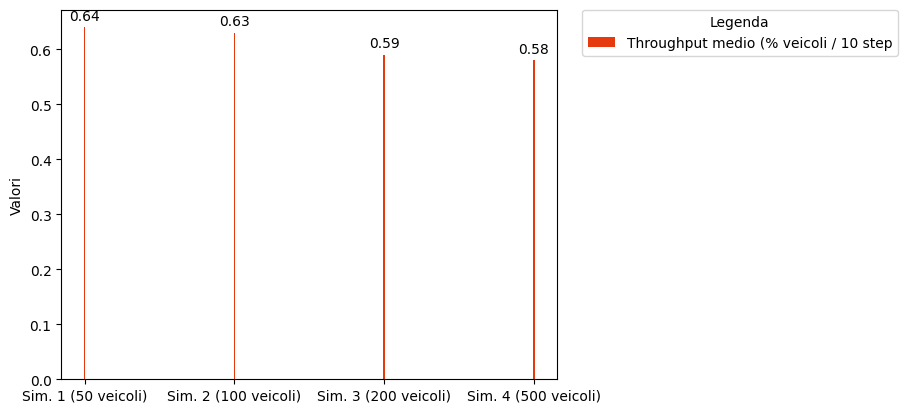 0.64
0.63
0.59
0.58
0.6
0.5
0.4
0.3
0.2
0.1
0.0
Valori
Sim. 1 (50 veicoli)
Sim. 2 (100 veicoli)
Sim. 3 (200 veicoli)
Sim. 4 (500 veicoli)
Legenda
Throughput medio (% veicoli / 10 step